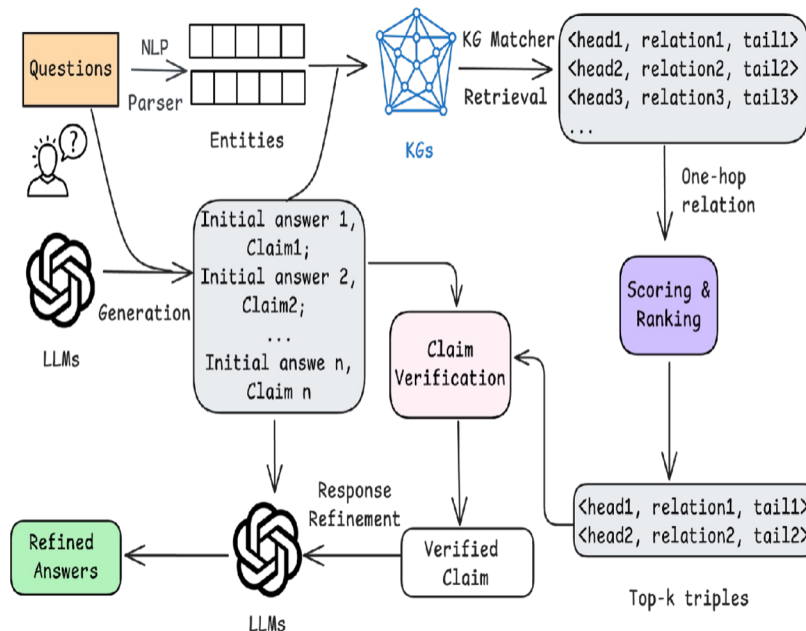 Questions
NLP
Parser
Entities
KGs
KG Matcher
Retrieval
<head1, relation1, tail1>
<head2, relation2, tail2>
<head3, relation3, tail3>
...
?
One-hop
relation
LLMs
Generation
Initial answer 1,
Claim1;
Initial answer 2,
Claim2;
...
Initial answe n,
Claim n
Claim
Verification
Scoring &
Ranking
<head1, relation1, tail1>
<head2, relation2, tail2>
Top-k triples
Response
Refinement
Verified
Claim
LLMs
Refined
Answers